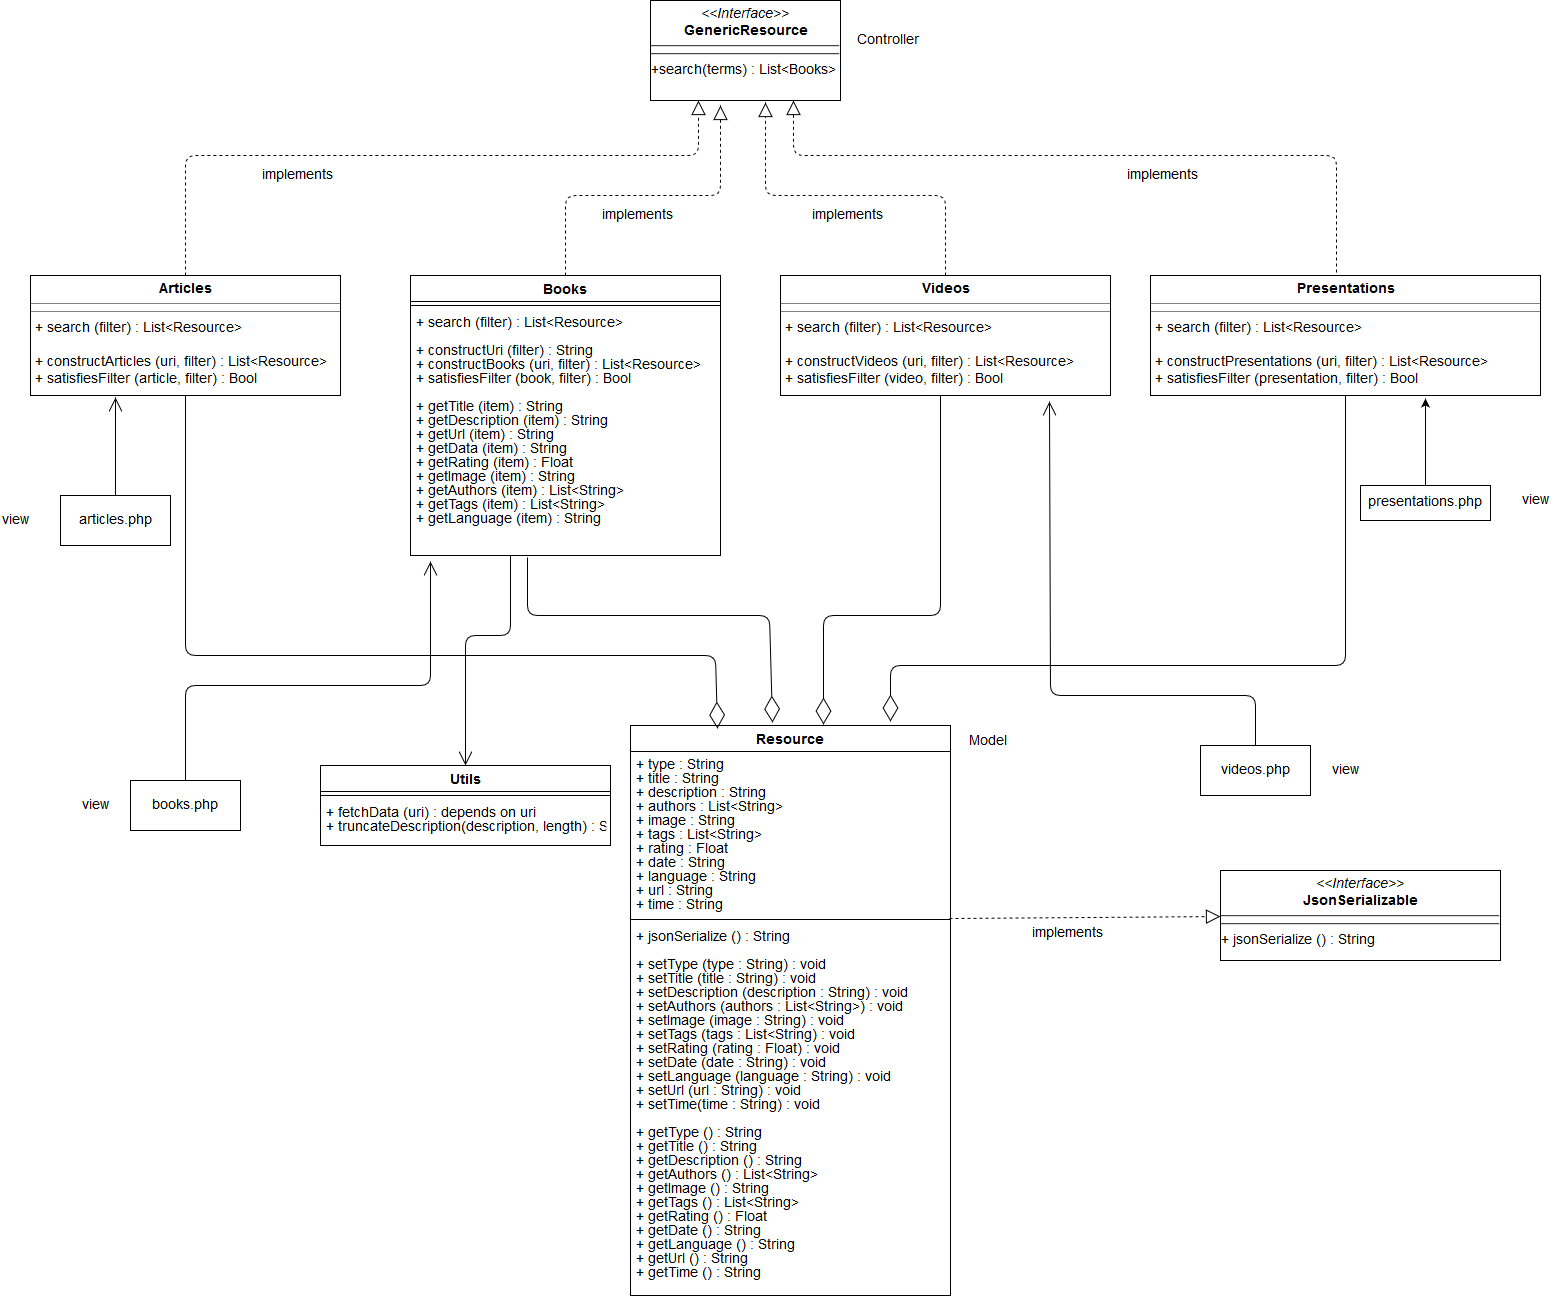 <<Interface>>
GenericResource
+search(terms) : List<Books>
Controller
implements
implements
implements
implements
Articles
+ search (filter) : List<Resource>
+ constructArticles (uri, filter) : List<Resource>
+ satisfiesFilter (article, filter) : Bool
Books
+ search (filter) : List<Resource>
+ constructUri (filter) : String
+ constructBooks (uri, filter) : List<Resource>
+ satisfiesFilter (book, filter) : Bool
+ getTitle (item) : String
+ getDescription (item) : String
+ getUrl (item) : String
+ getData (item) : String
+ getRating (item) : Float
+ getImage (item) : String
+ getAuthors (item) : List<String>
+ getTags (item) : List<String>
+ getLanguage (item) : String
Videos
+ search (filter) : List<Resource>
+ constructVideos (uri, filter) : List<Resource>
+ satisfiesFilter (video, filter) : Bool
Presentations
+ search (filter) : List<Resource>
+ constructPresentations (uri, filter) : List<Resource>
+ satisfiesFilter (presentation, filter) : Bool
view
articles.php
presentations.php
view
view
books.php
Utils
+ fetchData (uri) : depends on uri
+ truncateDescription(description, length) : S
Resource
+ type : String
+ title : String
+ description : String
+ authors : List<String>
+ image : String
+ tags : List<String>
+ rating : Float
+ date : String
+ language : String
+ url : String
+ time : String
+ jsonSerialize () : String
+ setType (type : String) : void
+ setTitle (title : String) : void
+ setDescription (description : String) : void
+ setAuthors (authors : List<String>) : void
+ setImage (image : String) : void
+ setTags (tags : List<String) : void
+ setRating (rating : Float) : void
+ setDate (date : String) : void
+ setLanguage (language : String) : void
+ setUrl (url : String) : void
+ setTime(time : String) : void
+ getType () : String
+ getTitle () : String
+ getDescription () : String
+ getAuthors () : List<String>
+ getImage () : String
+ getTags () : List<String>
+ getRating () : Float
+ getDate () : String
+ getLanguage () : String
+ getUrl () : String
+ getTime () : String
Model
videos.php
view
implements
<<Interface>>
JsonSerializable
+ jsonSerialize () : String